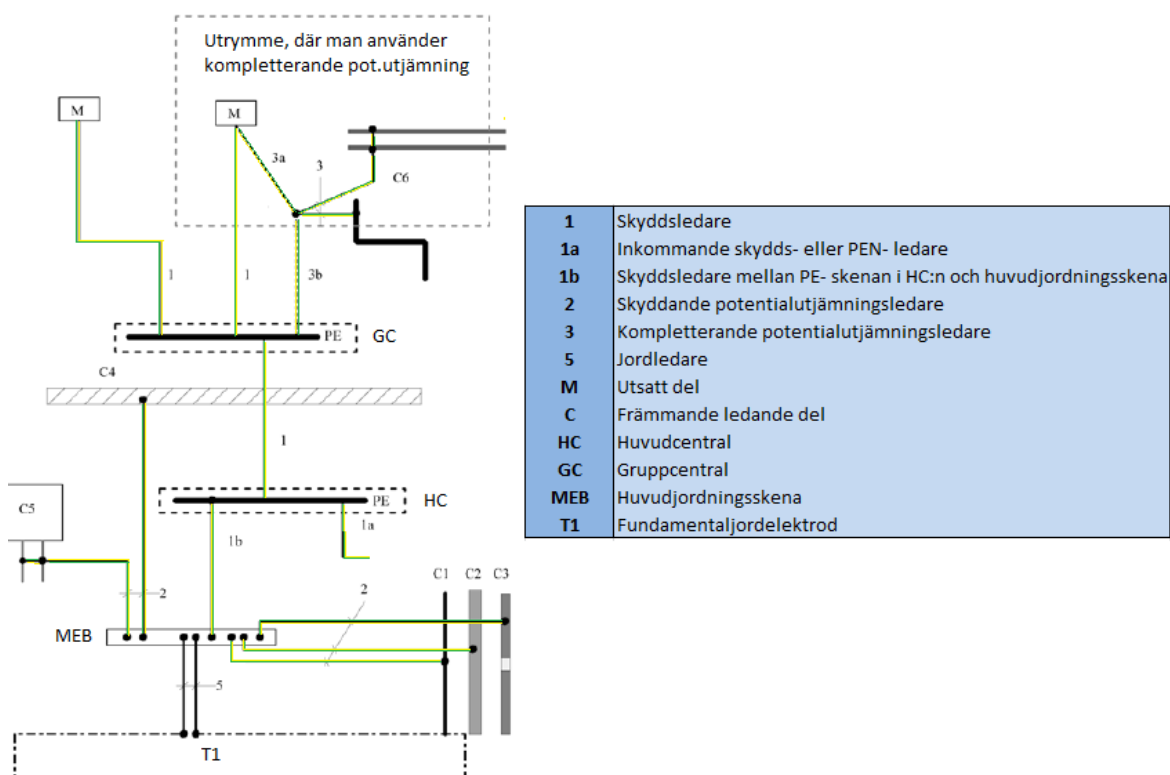 Utrymme, där man använder
kompletterande pot.utjämning
M
M
3a
3
C6
1
1
3b
PE
GC
C4
1
C5
PE
HC
1b
1a
2
2
C1
C2
C3
MEB
5
T1
1 Skyddsledare
1a Inkommande skydds- eller PEN- ledare
1b Skyddsledare mellan PE- skenan i HC:n och huvudjordningsskena
2 Skyddande potentialutjämningsledare
3 Kompletterande potentialutjämningsledare
5 Jordledare
M Utsatt del
C Främmande ledande del
HC Huvudcentral
GC Gruppcentral
MEB Huvudjordningsskena
T1 Fundamentaljordelektrod